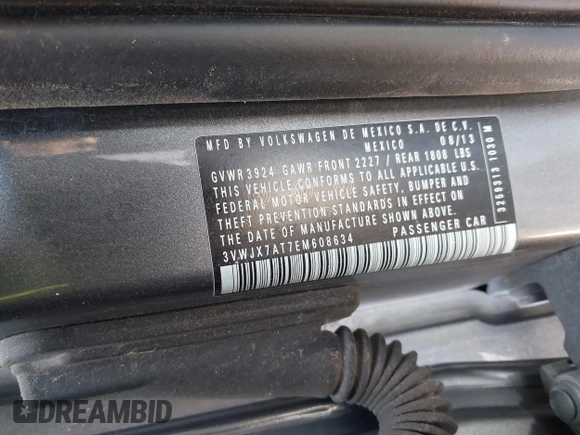 MFD BY VOLKSWAGEN DE MEXICO S.A. DE C.V.
MEXICO 08/13
GVWR 3924 GAWR FRONT 2227 / REAR 1808 LBS
THIS VEHICLE CONFORMS TO ALL APPLICABLE U.S.
FEDERAL MOTOR VEHICLE SAFETY, BUMPER AND
THEFT PREVENTION STANDARDS IN EFFECT ON
THE DATE OF MANUFACTURE SHOWN ABOVE.
3VWJX7AT7EM608634 PASSENGER CAR
DREAMBID